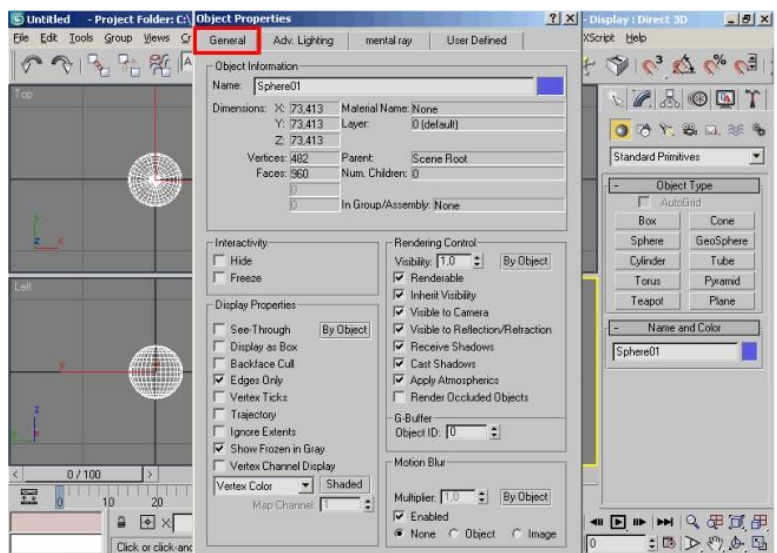 Untitled - Project Folder: C:\
Object Properties
- Display : Direct 3D
File Edit Tools Group Views
XScript Help
General Adv. Lighting mental ray User Defined
Object Information
Name: Sphere01
Dimensions: X: 73,413 Material Name: None
Y: 73,413 Layer: 0 (default)
Z: 73,413
Vertices: 482 Parent: Scene Root
Faces: 960 Num. Children: 0
0
0 In Group/Assembly: None
Interactivity
Hide
Freeze
Display Properties
See-Through By Object
Display as Box
Backface Cull
Edges Only
Vertex Ticks
Trajectory
Ignore Extents
Show Frozen in Gray
Vertex Channel Display
Vertex Color Shaded
Map Channel: 1
Rendering Control
Visibility: 1,0 By Object
Renderable
Inherit Visibility
Visible to Camera
Visible to Reflection/Refraction
Receive Shadows
Cast Shadows
Apply Atmospherics
Render Occluded Objects
G-Buffer
Object ID: 0
Motion Blur
Multiplier: 1,0 By Object
Enabled
None Object Image
Top
z x
Left
y
z
0 / 100
0 10 20
X
Click or click-and
Standard Primitives
Object Type
AutoGrid
Box Cone
Sphere GeoSphere
Cylinder Tube
Torus Pyramid
Teapot Plane
Name and Color
Sphere01
0